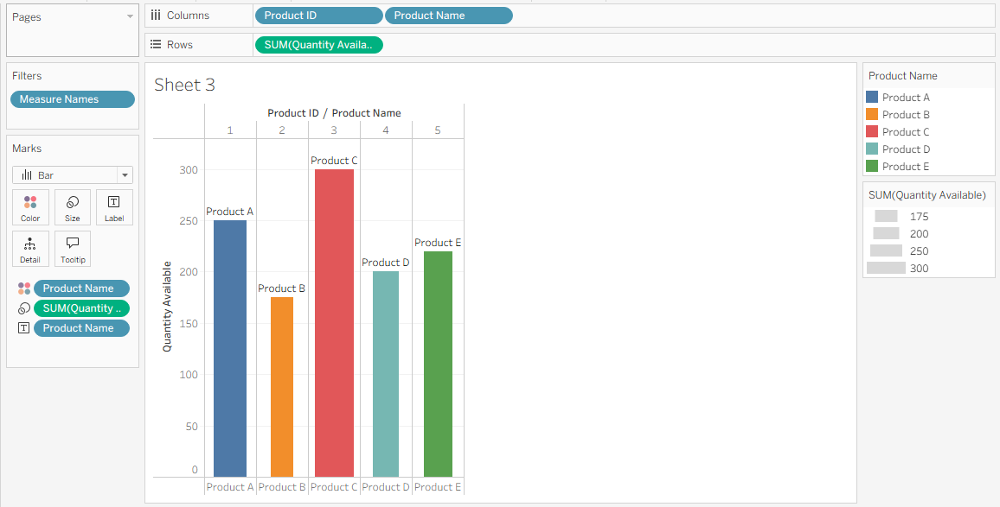 Pages
Columns
Product ID
Product Name
Rows
SUM(Quantity Availa..
Filters
Measure Names
Marks
Bar
Color
Size
Label
Detail
Tooltip
Product Name
SUM(Quantity ..
Product Name
Sheet 3
Product ID / Product Name
1 2 3 4 5
Quantity Available
300
250
200
150
100
50
0
Product C
Product A
Product E
Product D
Product B
Product A Product B Product C Product D Product E
Product Name
Product A
Product B
Product C
Product D
Product E
SUM(Quantity Available)
175
200
250
300